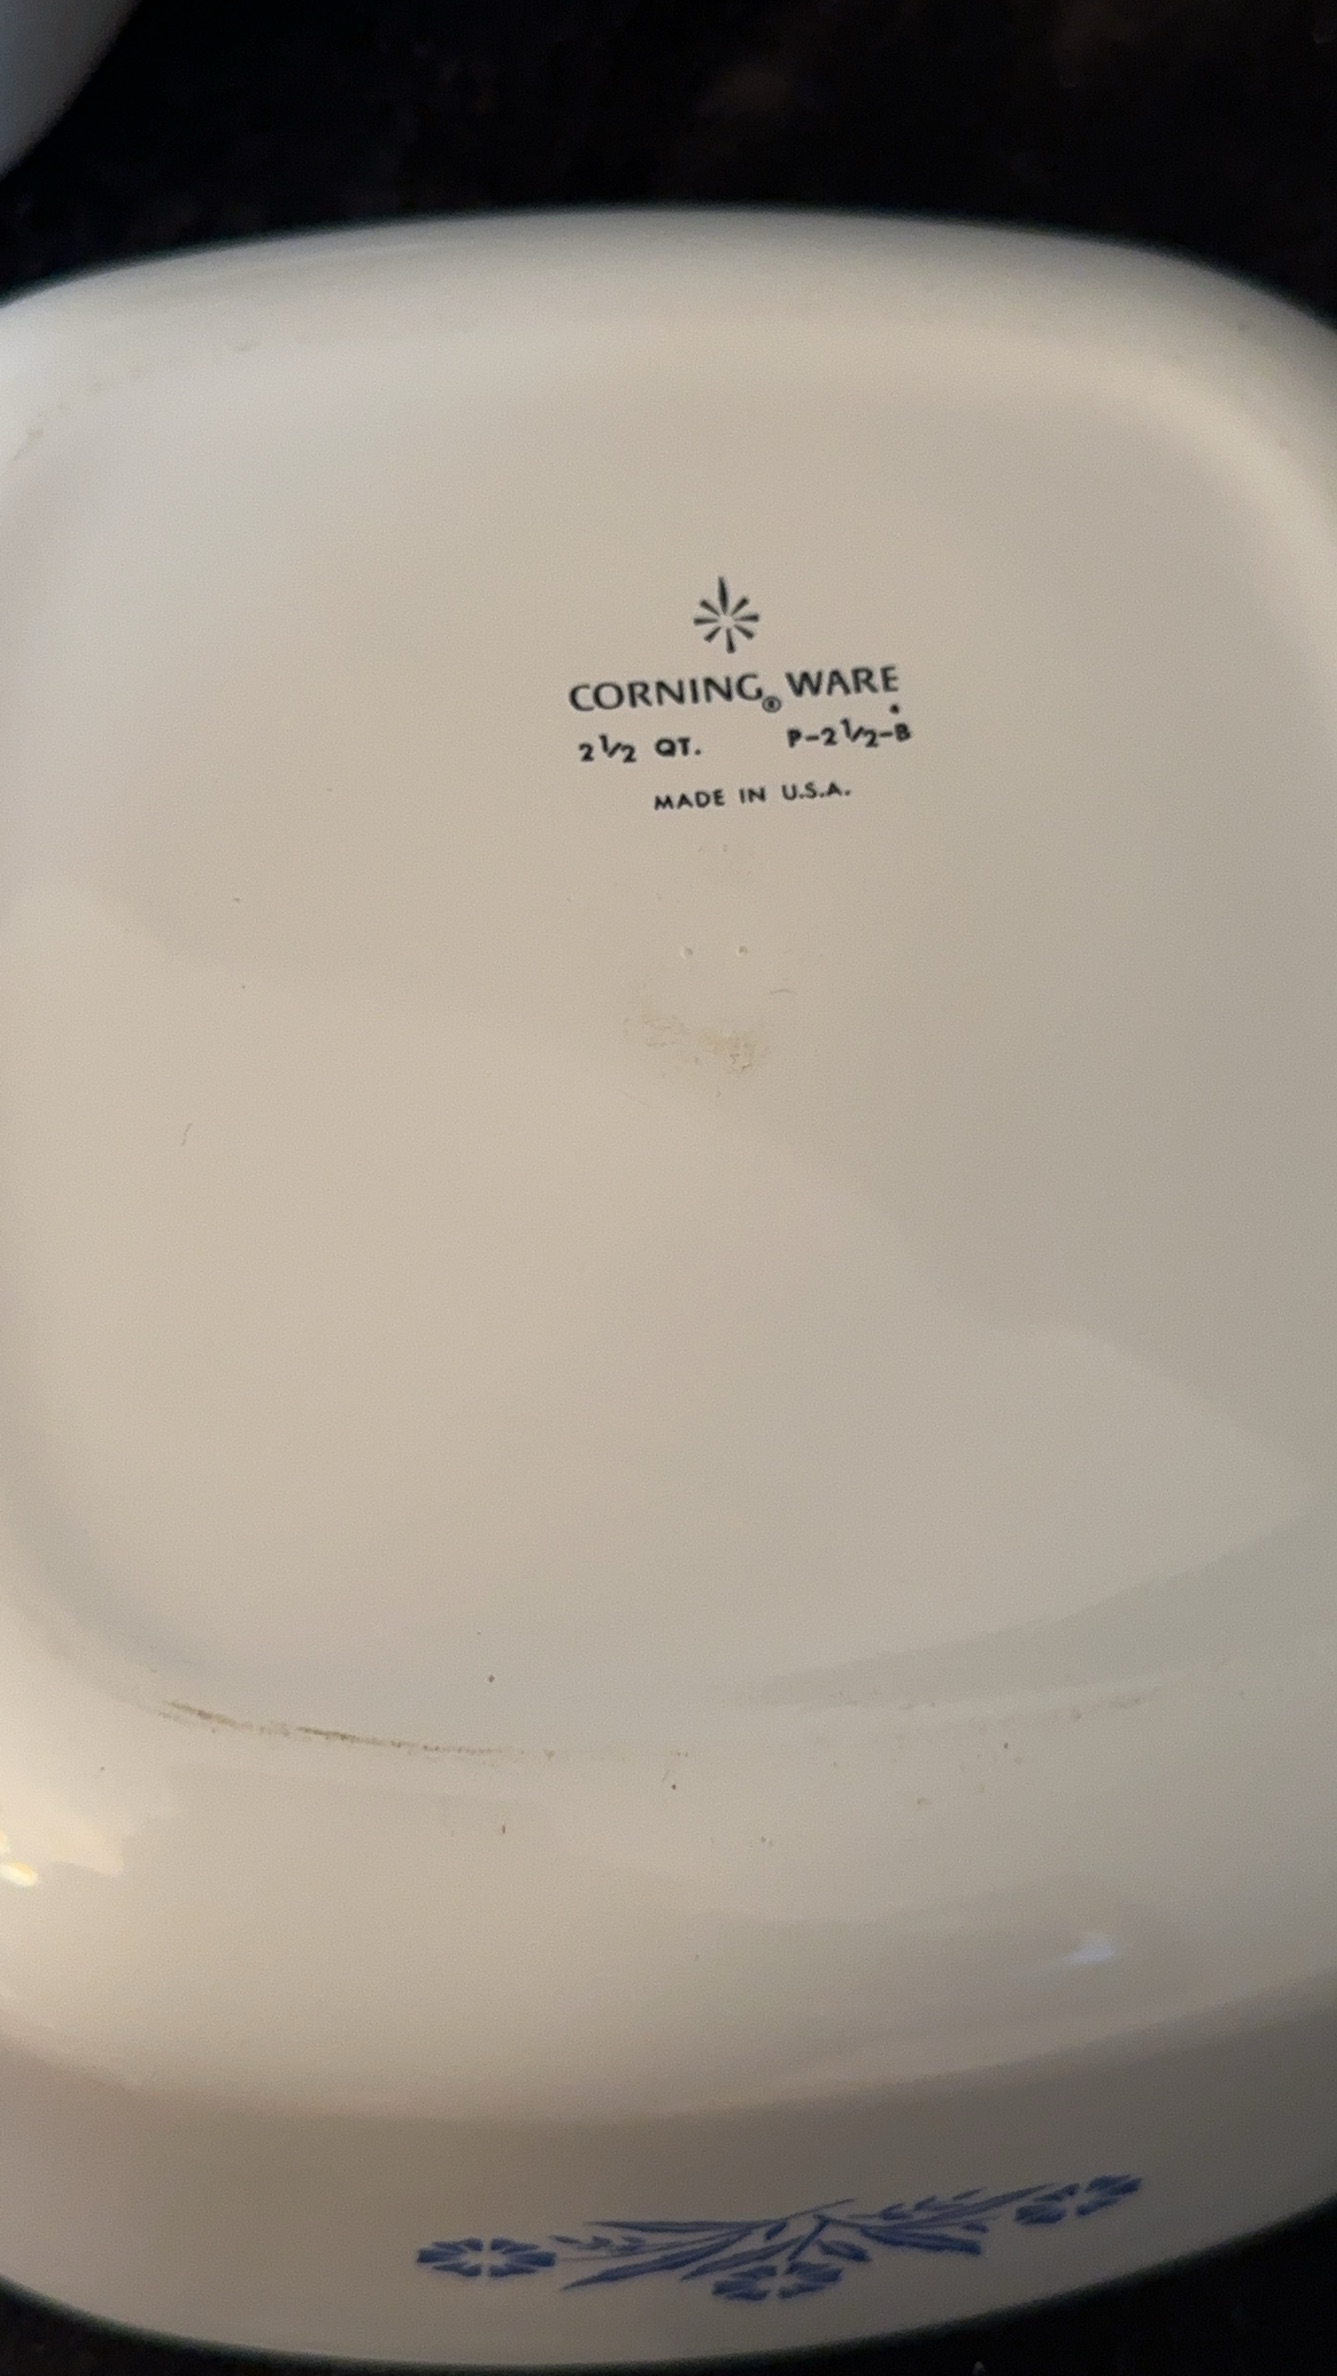 CORNING® WARE
2½ QT. P-2½-B
MADE IN U.S.A.